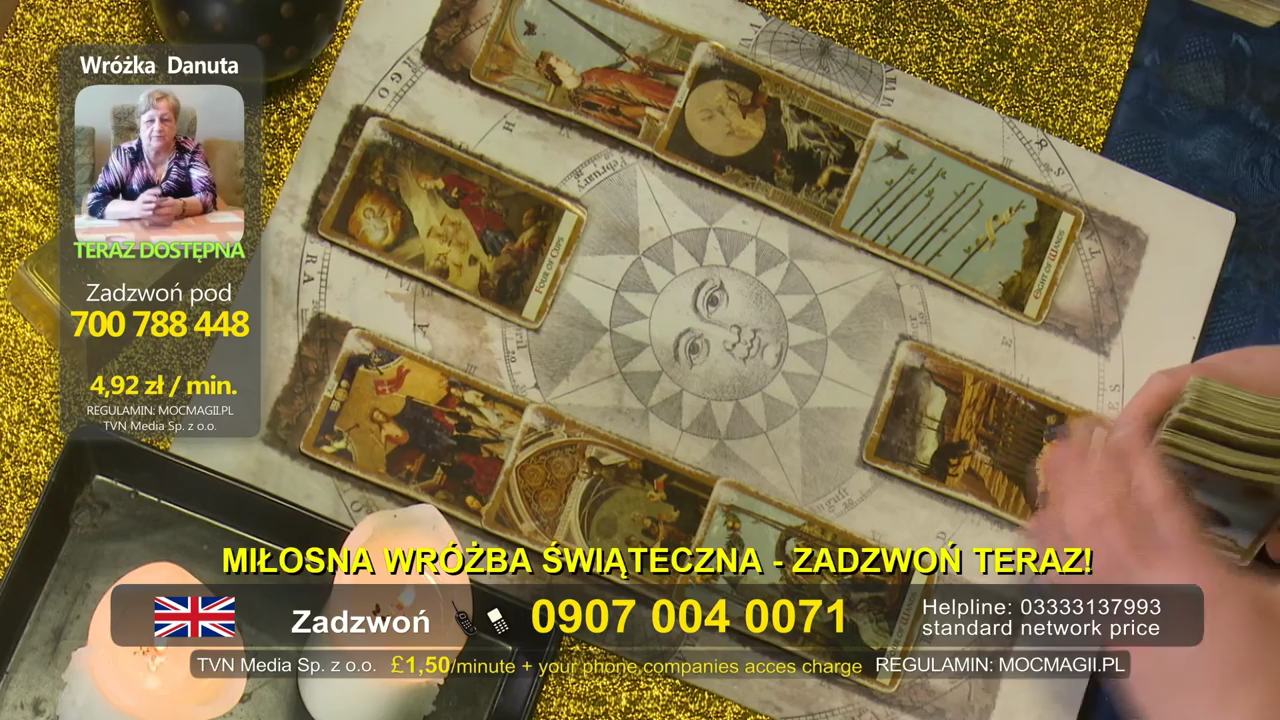 Wróżka Danuta
TERAZ DOSTĘPNA
Zadzwoń pod
700 788 448
4,92 zł / min.
REGULAMIN: MOCMAGII.PL
TVN Media Sp. z o.o.
FOUR OF CUPS
EIGHT OF WANDS
February
MIŁOSNA WRÓŻBA ŚWIĄTECZNA - ZADZWOŃ TERAZ!
Zadzwoń
0907 004 0071
Helpline: 03333137993
standard network price
TVN Media Sp. z o.o. £1,50/minute + your phone companies acces charge REGULAMIN: MOCMAGII.PL